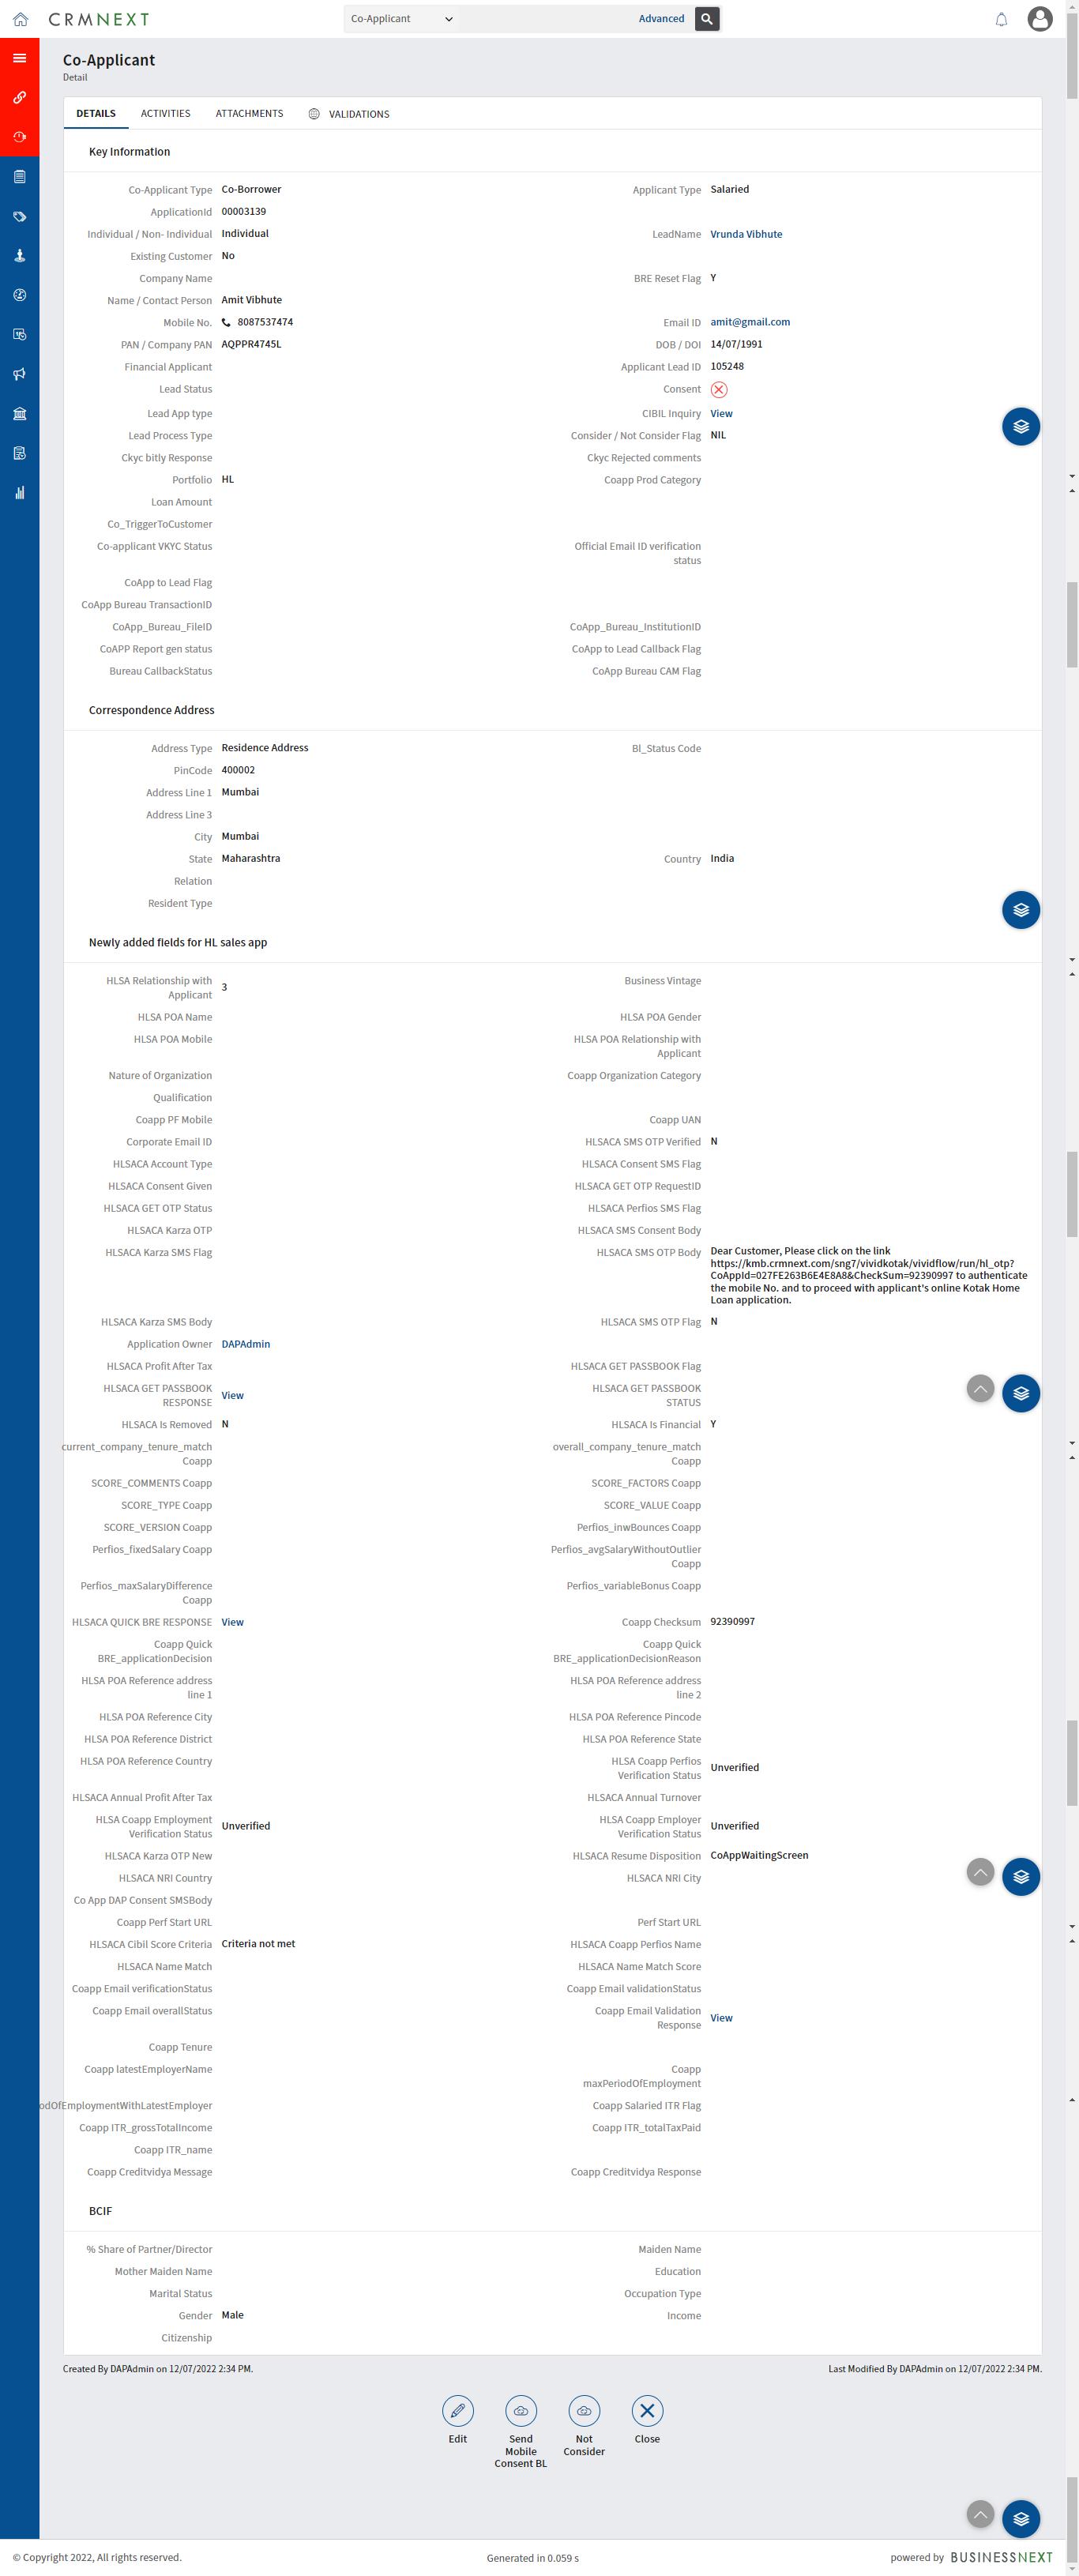 CRMNEXT
Co-Applicant
Advanced
Co-Applicant
Detail
DETAILS ACTIVITIES ATTACHMENTS VALIDATIONS
Key Information
Co-Applicant Type Co-Borrower Applicant Type Salaried
ApplicationId 00003139
Individual / Non- Individual Individual LeadName Vrunda Vibhute
Existing Customer No
Company Name BRE Reset Flag Y
Name / Contact Person Amit Vibhute
Mobile No. 8087537474 Email ID amit@gmail.com
PAN / Company PAN AQPPR4745L DOB / DOI 14/07/1991
Financial Applicant Applicant Lead ID 105248
Lead Status Consent
Lead App type CIBIL Inquiry View
Lead Process Type Consider / Not Consider Flag NIL
Ckyc bitly Response Ckyc Rejected comments
Portfolio HL Coapp Prod Category
Loan Amount
Co_TriggerToCustomer
Co-applicant VKYC Status Official Email ID verification
status
CoApp to Lead Flag
CoApp Bureau TransactionID
CoApp_Bureau_FileID CoApp_Bureau_InstitutionID
CoAPP Report gen status CoApp to Lead Callback Flag
Bureau CallbackStatus CoApp Bureau CAM Flag
Correspondence Address
Address Type Residence Address Bl_Status Code
PinCode 400002
Address Line 1 Mumbai
Address Line 3
City Mumbai
State Maharashtra Country India
Relation
Resident Type
Newly added fields for HL sales app
HLSA Relationship with 3 Business Vintage
Applicant
HLSA POA Name HLSA POA Gender
HLSA POA Mobile HLSA POA Relationship with
Applicant
Nature of Organization Coapp Organization Category
Qualification
Coapp PF Mobile Coapp UAN
Corporate Email ID HLSACA SMS OTP Verified N
HLSACA Account Type HLSACA Consent SMS Flag
HLSACA Consent Given HLSACA GET OTP RequestID
HLSACA GET OTP Status HLSACA Perfios SMS Flag
HLSACA Karza OTP HLSACA SMS Consent Body
HLSACA Karza SMS Flag HLSACA SMS OTP Body Dear Customer, Please click on the link
https://kmb.crmnext.com/sng7/vividkotak/vividflow/run/hl_otp?
CoAppId=027FE263B6E4E8A8&CheckSum=92390997 to authenticate
the mobile No. and to proceed with applicant's online Kotak Home
Loan application.
HLSACA Karza SMS Body HLSACA SMS OTP Flag N
Application Owner DAPAdmin
HLSACA Profit After Tax HLSACA GET PASSBOOK Flag
HLSACA GET PASSBOOK View HLSACA GET PASSBOOK
RESPONSE STATUS
HLSACA Is Removed N HLSACA Is Financial Y
current_company_tenure_match overall_company_tenure_match
Coapp Coapp
SCORE_COMMENTS Coapp SCORE_FACTORS Coapp
SCORE_TYPE Coapp SCORE_VALUE Coapp
SCORE_VERSION Coapp Perfios_inwBounces Coapp
Perfios_fixedSalary Coapp Perfios_avgSalaryWithoutOutlier
Coapp
Perfios_maxSalaryDifference Perfios_variableBonus Coapp
Coapp
HLSACA QUICK BRE RESPONSE View Coapp Checksum 92390997
Coapp Quick Coapp Quick
BRE_applicationDecision BRE_applicationDecisionReason
HLSA POA Reference address HLSA POA Reference address
line 1 line 2
HLSA POA Reference City HLSA POA Reference Pincode
HLSA POA Reference District HLSA POA Reference State
HLSA POA Reference Country HLSA Coapp Perfios Unverified
Verification Status
HLSACA Annual Profit After Tax HLSACA Annual Turnover
HLSA Coapp Employment Unverified HLSA Coapp Employer Unverified
Verification Status Verification Status
HLSACA Karza OTP New HLSACA Resume Disposition CoAppWaitingScreen
HLSACA NRI Country HLSACA NRI City
Co App DAP Consent SMSBody
Coapp Perf Start URL Perf Start URL
HLSACA Cibil Score Criteria Criteria not met HLSACA Coapp Perfios Name
HLSACA Name Match HLSACA Name Match Score
Coapp Email verificationStatus Coapp Email validationStatus
Coapp Email overallStatus Coapp Email Validation View
Response
Coapp Tenure
Coapp latestEmployerName Coapp
maxPeriodOfEmployment
odOfEmploymentWithLatestEmployer Coapp Salaried ITR Flag
Coapp ITR_grossTotalIncome Coapp ITR_totalTaxPaid
Coapp ITR_name
Coapp Creditvidya Message Coapp Creditvidya Response
BCIF
% Share of Partner/Director Maiden Name
Mother Maiden Name Education
Marital Status Occupation Type
Gender Male Income
Citizenship
Created By DAPAdmin on 12/07/2022 2:34 PM. Last Modified By DAPAdmin on 12/07/2022 2:34 PM.
Edit Send Not Close
Mobile Consider
Consent BL
© Copyright 2022, All rights reserved. Generated in 0.059 s powered by BUSINESSNEXT